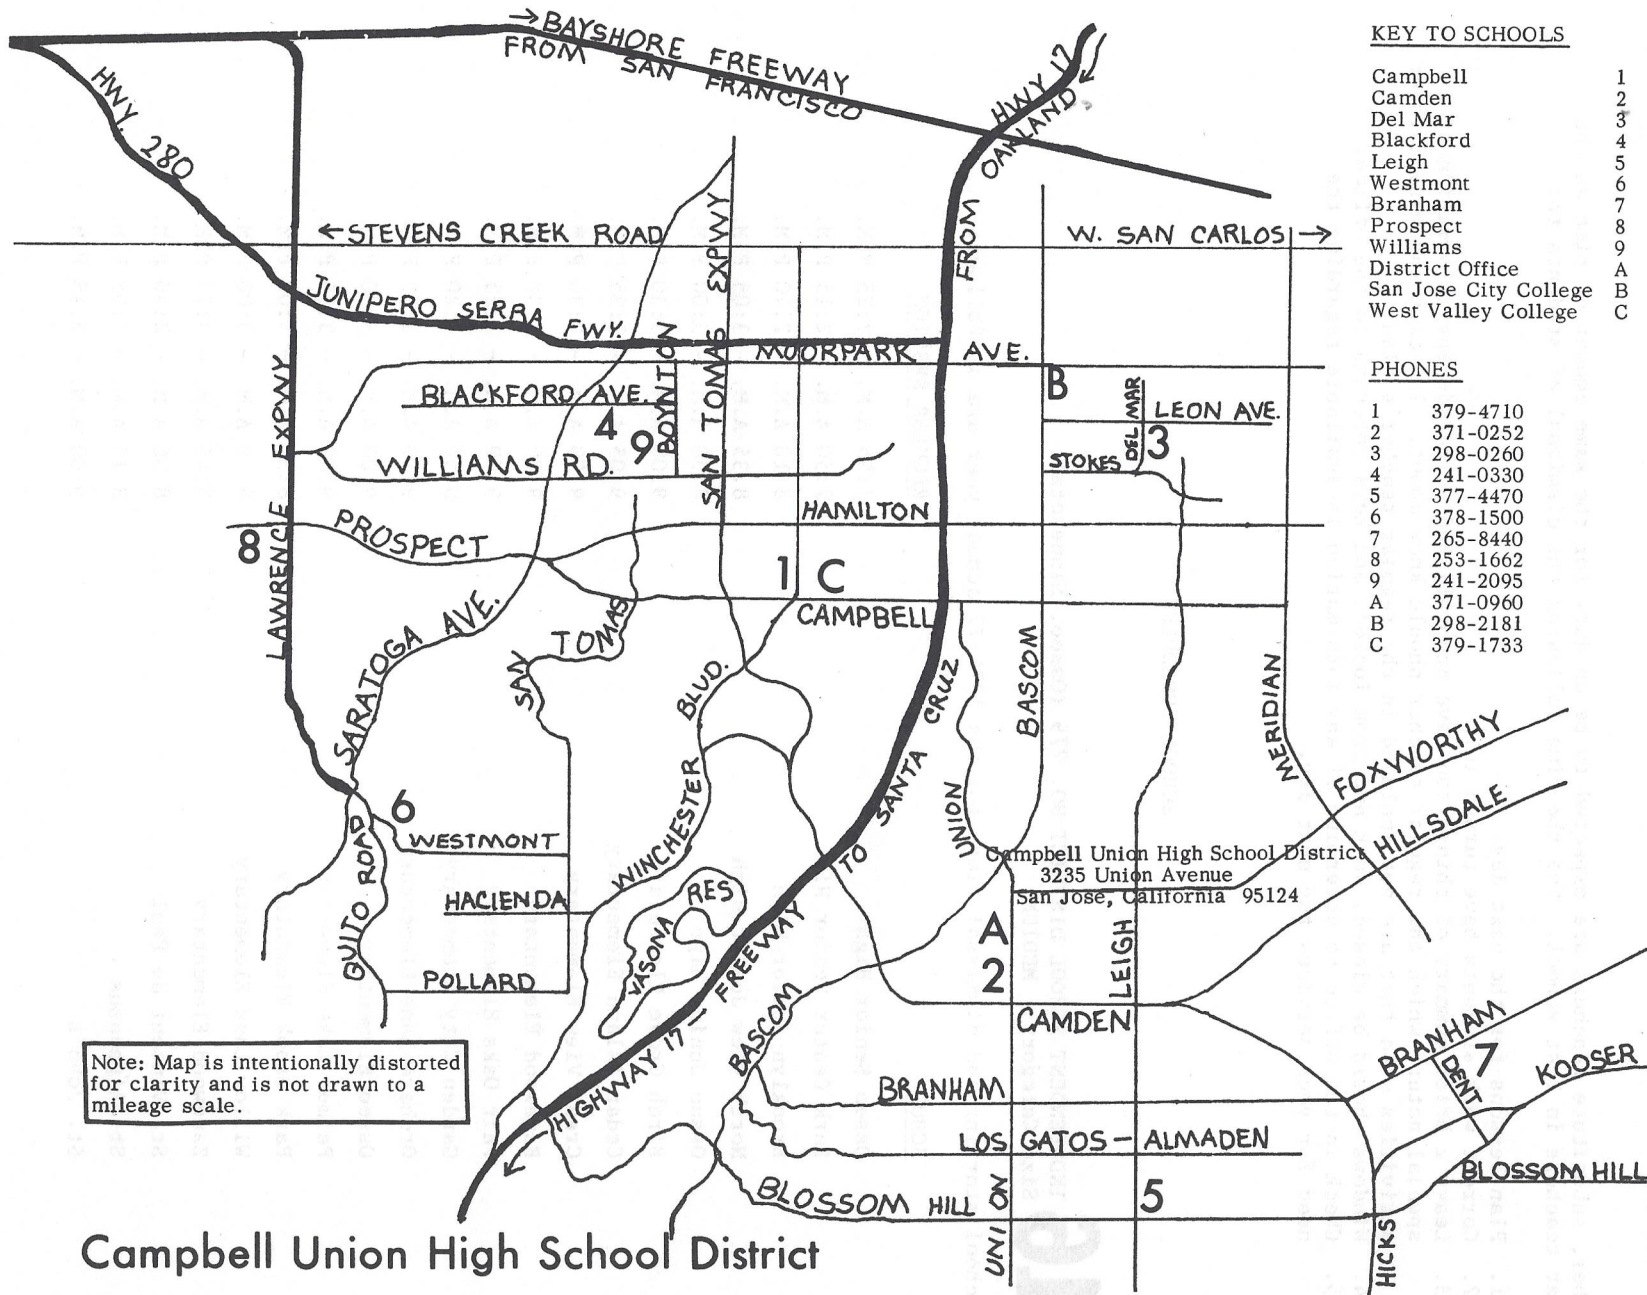 → BAYSHORE FREEWAY
FROM SAN FRANCISCO
HWY 17
FROM OAKLAND
HWY. 280
← STEVENS CREEK ROAD
W. SAN CARLOS →
JUNIPERO SERRA FWY.
MOORPARK AVE.
BLACKFORD AVE.
BOYNTON
SAN TOMAS EXPWY
LAWRENCE EXPWY
4
9
WILLIAMS RD.
B
DEL MAR
LEON AVE.
3
STOKES
HAMILTON
8
PROSPECT
1
C
CAMPBELL
SARATOGA AVE.
SAN TOMAS
WINCHESTER BLVD.
TO SANTA CRUZ
UNION
BASCOM
MERIDIAN
FOXWORTHY
HILLSDALE
6
WESTMONT
QUITO ROAD
HACIENDA
POLLARD
VASONA RES
HIGHWAY 17 - FREEWAY
Campbell Union High School District
3235 Union Avenue
San Jose, California 95124
A
2
LEIGH
CAMDEN
BASCOM
BRANHAM
BRANHAM
7
DENT
KOOSER
LOS GATOS - ALMADEN
BLOSSOM HILL
BLOSSOM HILL
5
UNION
HICKS
Note: Map is intentionally distorted
for clarity and is not drawn to a
mileage scale.
Campbell Union High School District
KEY TO SCHOOLS
Campbell 1
Camden 2
Del Mar 3
Blackford 4
Leigh 5
Westmont 6
Branham 7
Prospect 8
Williams 9
District Office A
San Jose City College B
West Valley College C
PHONES
1 379-4710
2 371-0252
3 298-0260
4 241-0330
5 377-4470
6 378-1500
7 265-8440
8 253-1662
9 241-2095
A 371-0960
B 298-2181
C 379-1733